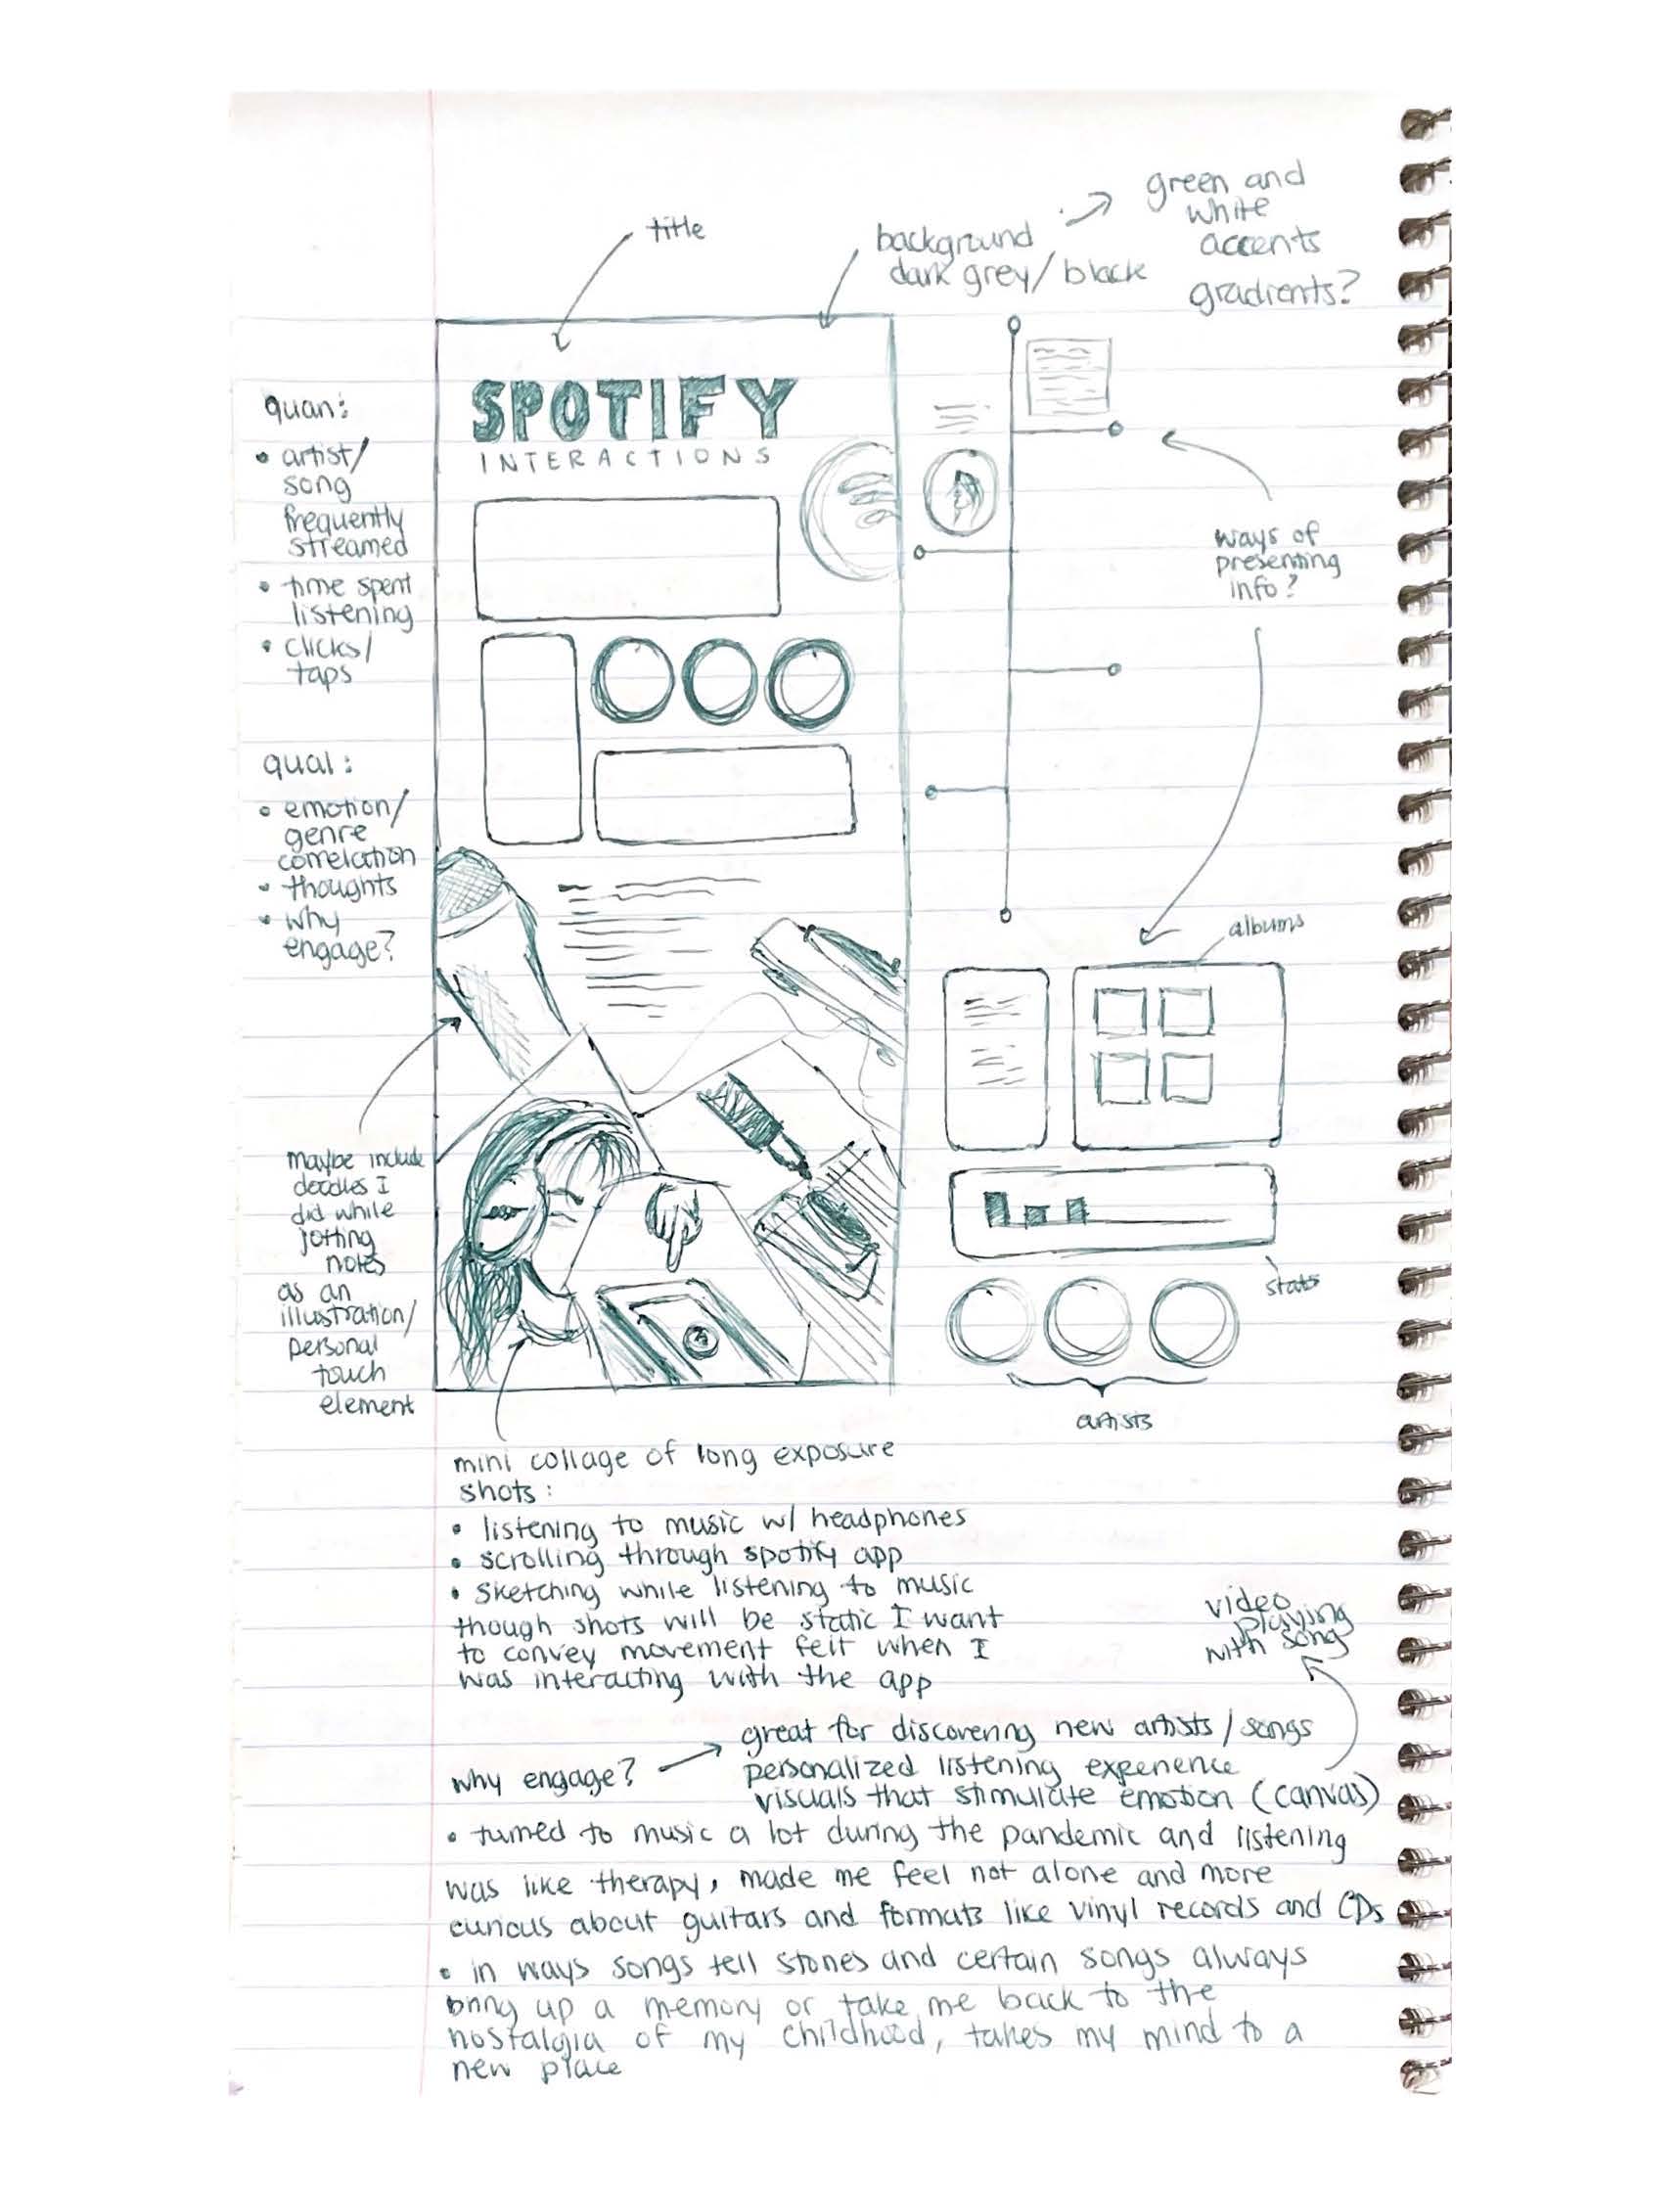 title
background
dark grey/black
green and
white
accents
gradients?
SPOTIFY
INTERACTIONS
quan:
• artist/
song
frequently
streamed
• time spent
listening
• clicks/
taps
qual:
• emotion/
genre
correlation
• thoughts
• why
engage?
ways of
presenting
info?
albums
stats
artists
maybe include
doodles I
did while
jotting
notes
as an
illustration/
personal
touch
element
mini collage of long exposure
shots:
• listening to music w/ headphones
• scrolling through spotify app
• sketching while listening to music
though shots will be static I want
to convey movement felt when I
was interacting with the app
video
playing
with song
why engage?
great for discovering new artists/songs
personalized listening experience
visuals that stimulate emotion (canvas)
• turned to music a lot during the pandemic and listening
was like therapy, made me feel not alone and more
curious about guitars and formats like vinyl records and CDs
• in ways songs tell stories and certain songs always
bring up a memory or take me back to the
nostalgia of my childhood, takes my mind to a
new place